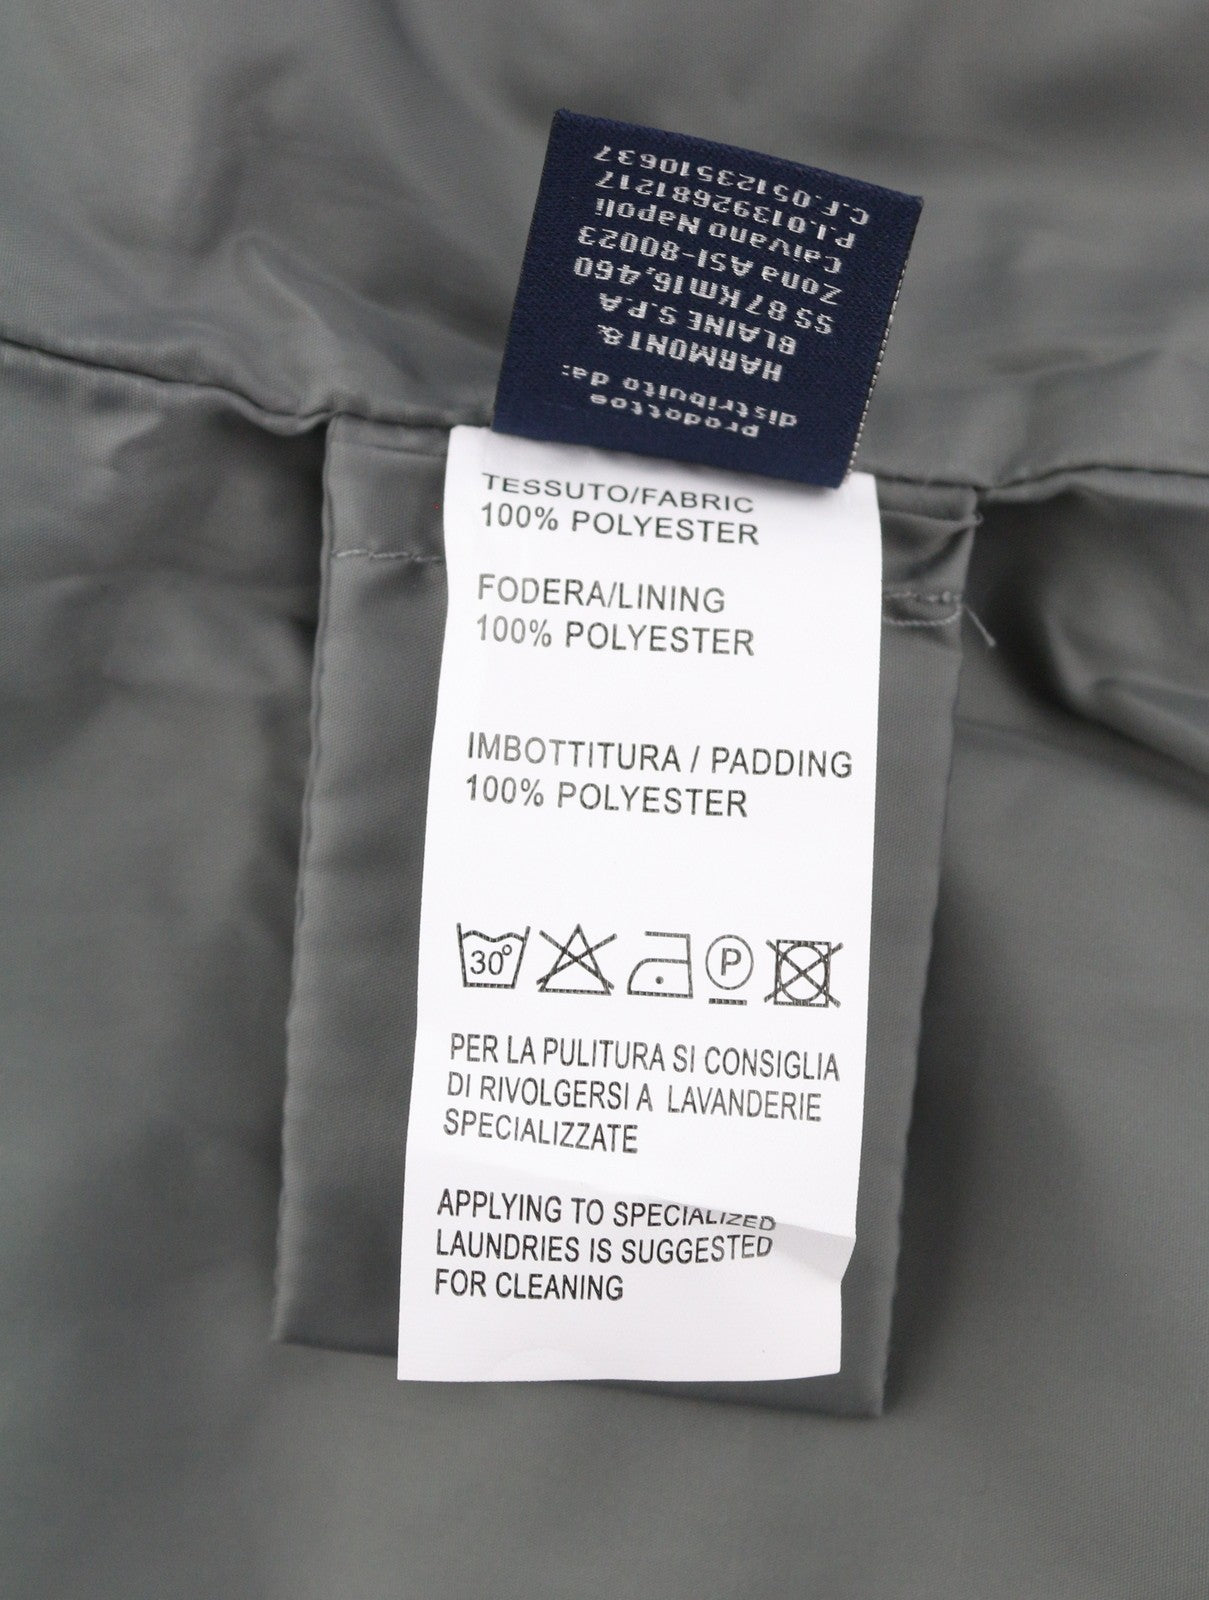 prodottoe
distribuito da:
HARMONT&
BLAINE S.P.A
SS 87 Km16,460
Zona ASI-80023
Caivano Napoli
P.I.01392681217
C.F.05123510637
TESSUTO/FABRIC
100% POLYESTER
FODERA/LINING
100% POLYESTER
IMBOTTITURA / PADDING
100% POLYESTER
30° P
PER LA PULITURA SI CONSIGLIA
DI RIVOLGERSI A LAVANDERIE
SPECIALIZZATE
APPLYING TO SPECIALIZED
LAUNDRIES IS SUGGESTED
FOR CLEANING